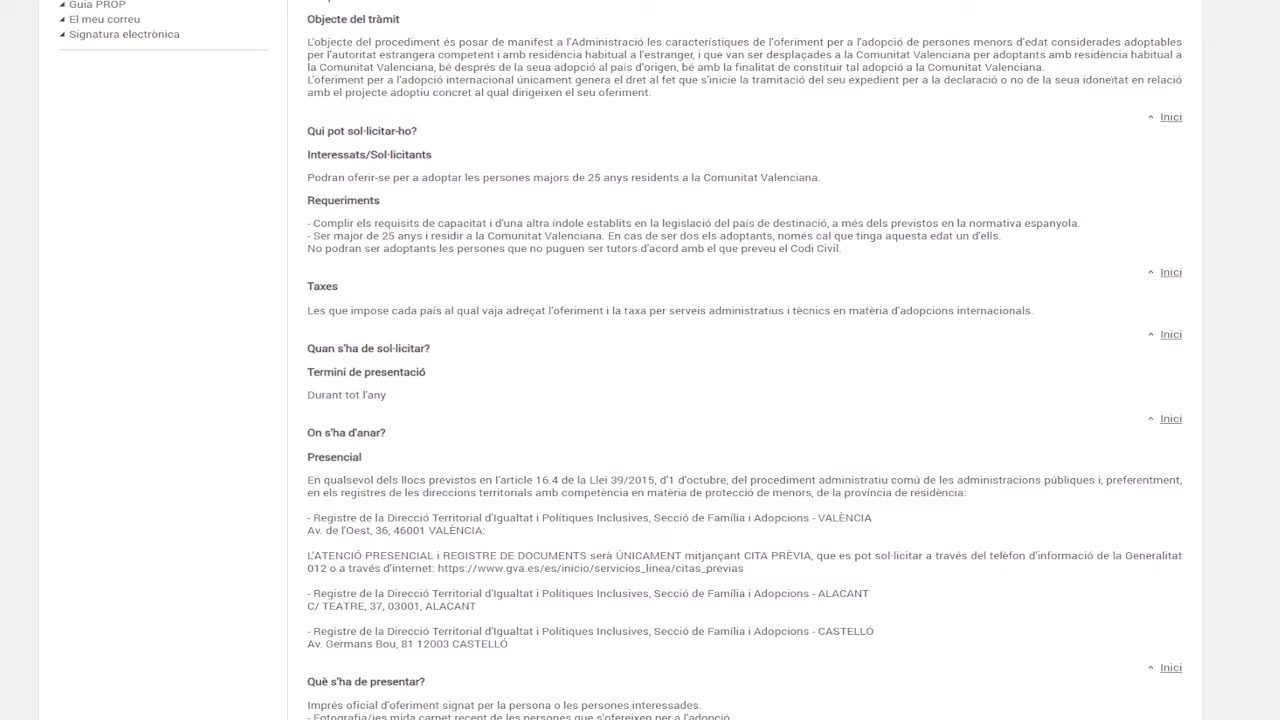 Guia PROP
El meu correu
Signatura electrònica
Objecte del tràmit
L'objecte del procediment és posar de manifest a l'Administració les característiques de l'oferiment per a l'adopció de persones menors d'edat considerades adoptables
per l'autoritat estrangera competent i amb residència habitual a l'estranger, i que van ser desplaçades a la Comunitat Valenciana per adoptants amb residència habitual a
la Comunitat Valenciana, bé després de la seua adopció al país d'origen, bé amb la finalitat de constituir tal adopció a la Comunitat Valenciana.
L'oferiment per a l'adopció internacional únicament genera el dret al fet que s'inicie la tramitació del seu expedient per a la declaració o no de la seua idoneïtat en relació
amb el projecte adoptiu concret al qual dirigeixen el seu oferiment.
^ Inici
Qui pot sol·licitar-ho?
Interessats/Sol·licitants
Podran oferir-se per a adoptar les persones majors de 25 anys residents a la Comunitat Valenciana.
Requeriments
- Complir els requisits de capacitat i d'una altra índole establits en la legislació del país de destinació, a més dels previstos en la normativa espanyola.
- Ser major de 25 anys i residir a la Comunitat Valenciana. En cas de ser dos els adoptants, només cal que tinga aquesta edat un d'ells.
No podran ser adoptants les persones que no puguen ser tutors d'acord amb el que preveu el Codi Civil.
^ Inici
Taxes
Les que impose cada país al qual vaja adreçat l'oferiment i la taxa per serveis administratius i tècnics en matèria d'adopcions internacionals.
^ Inici
Quan s'ha de sol·licitar?
Termini de presentació
Durant tot l'any
^ Inici
On s'ha d'anar?
Presencial
En qualsevol dels llocs previstos en l'article 16.4 de la Llei 39/2015, d'1 d'octubre, del procediment administratiu comú de les administracions públiques i, preferentment,
en els registres de les direccions territorials amb competència en matèria de protecció de menors, de la província de residència:
- Registre de la Direcció Territorial d'Igualtat i Polítiques Inclusives, Secció de Família i Adopcions - VALÈNCIA
Av. de l'Oest, 36, 46001 VALÈNCIA:
L'ATENCIÓ PRESENCIAL i REGISTRE DE DOCUMENTS serà ÚNICAMENT mitjançant CITA PRÈVIA, que es pot sol·licitar a través del telèfon d'informació de la Generalitat
012 o a través d'internet: https://www.gva.es/es/inicio/servicios_linea/citas_previas
- Registre de la Direcció Territorial d'Igualtat i Polítiques Inclusives, Secció de Família i Adopcions - ALACANT
C/ TEATRE, 37, 03001, ALACANT
- Registre de la Direcció Territorial d'Igualtat i Polítiques Inclusives, Secció de Família i Adopcions - CASTELLÓ
Av. Germans Bou, 81 12003 CASTELLÓ
^ Inici
Què s'ha de presentar?
Imprés oficial d'oferiment signat per la persona o les persones interessades.
- Fotografia/ies mida carnet recent de les persones que s'ofereixen per a l'adopció